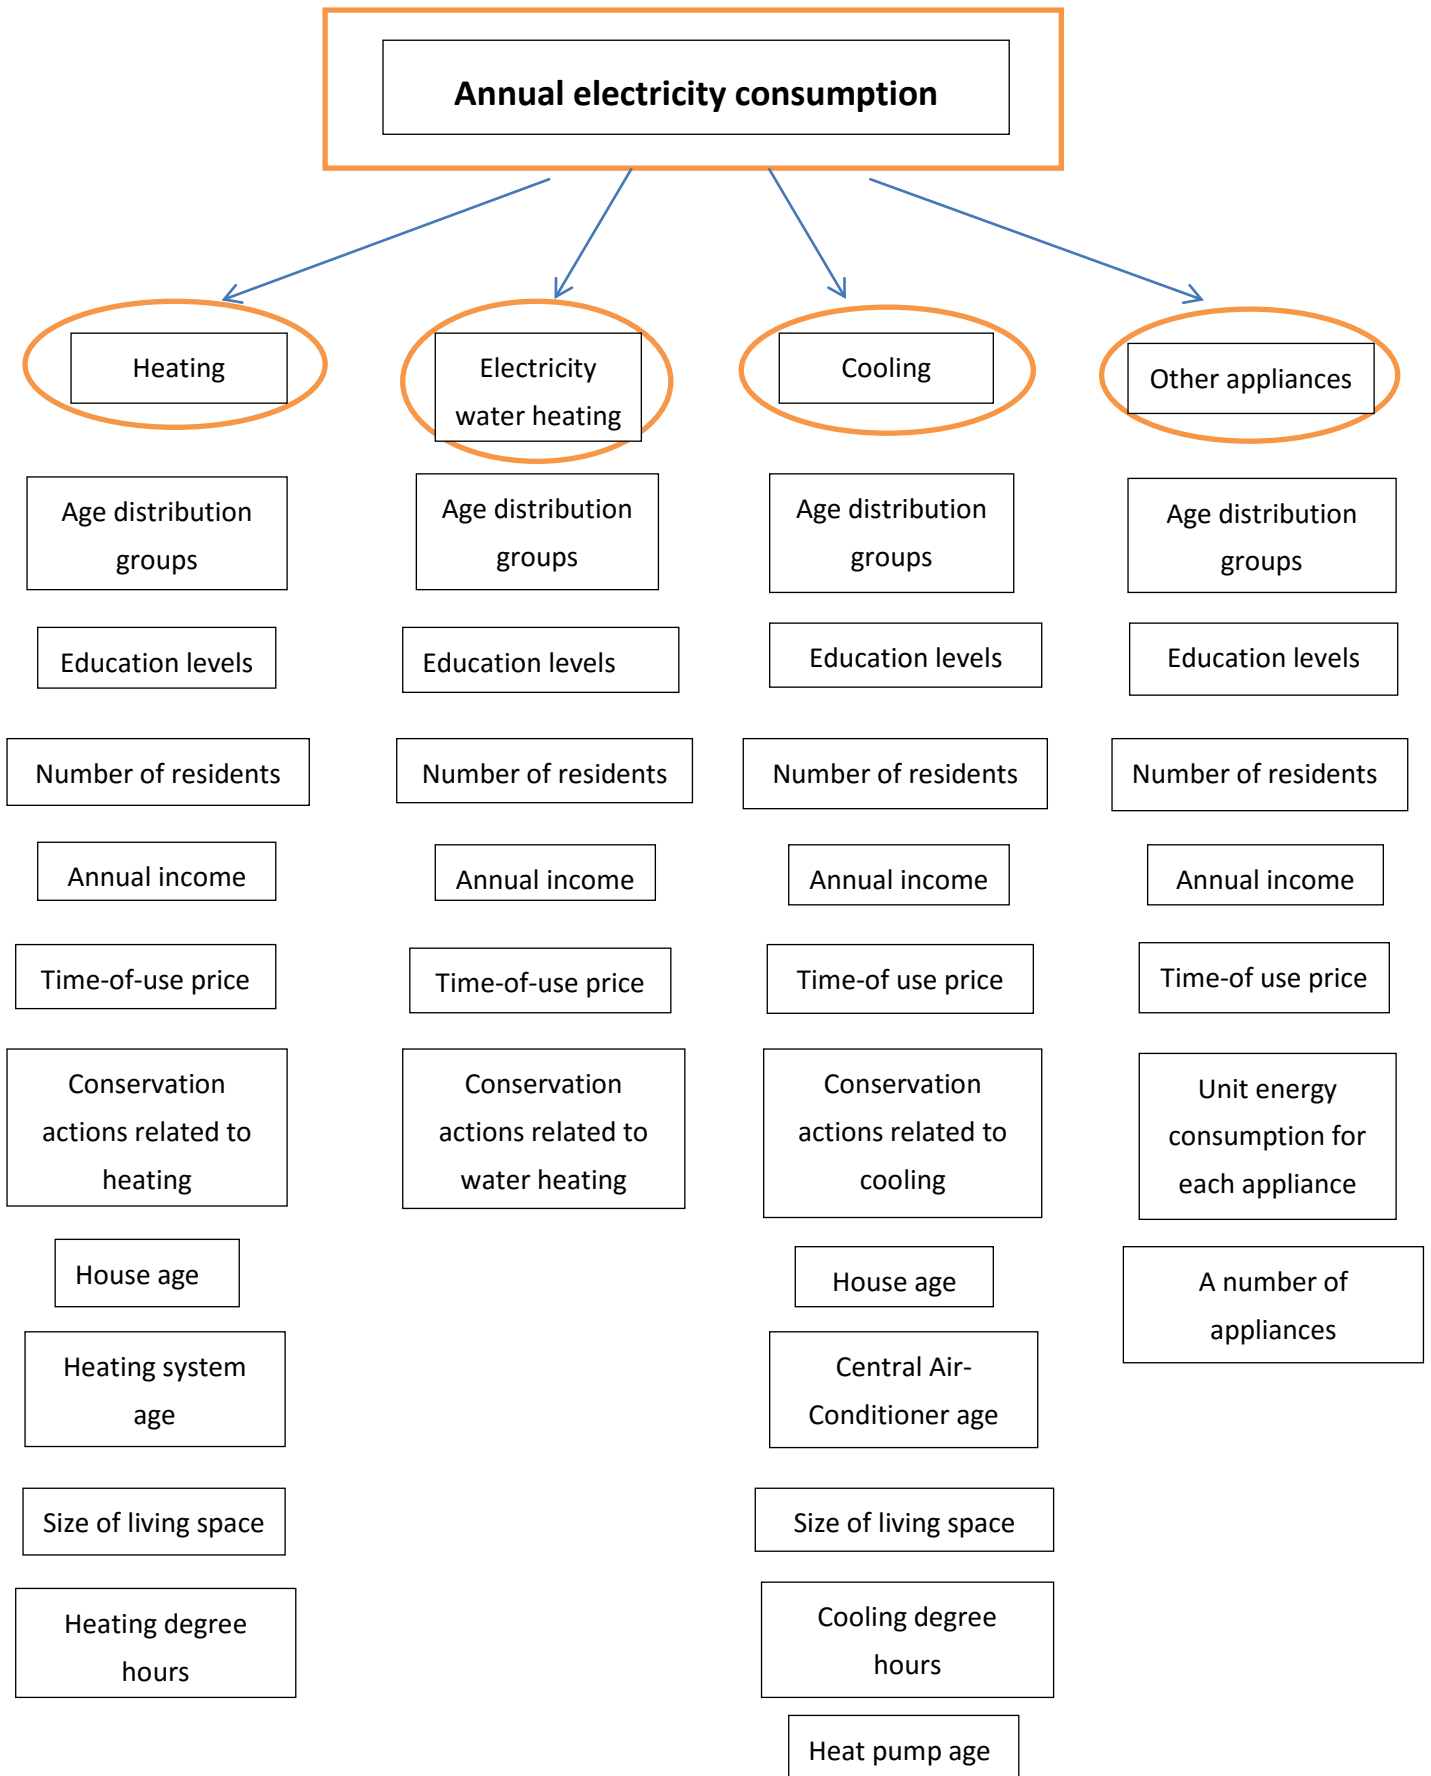 Annual electricity consumption
Heating
Electricity
water heating
Cooling
Other appliances
Age distribution
groups
Age distribution
groups
Age distribution
groups
Age distribution
groups
Education levels
Education levels
Education levels
Education levels
Number of residents
Number of residents
Number of residents
Number of residents
Annual income
Annual income
Annual income
Annual income
Time-of-use price
Time-of-use price
Time-of use price
Time-of use price
Conservation
actions related to
heating
Conservation
actions related to
water heating
Conservation
actions related to
cooling
Unit energy
consumption for
each appliance
House age
House age
A number of
appliances
Heating system
age
Central Air-
Conditioner age
Size of living space
Size of living space
Heating degree
hours
Cooling degree
hours
Heat pump age